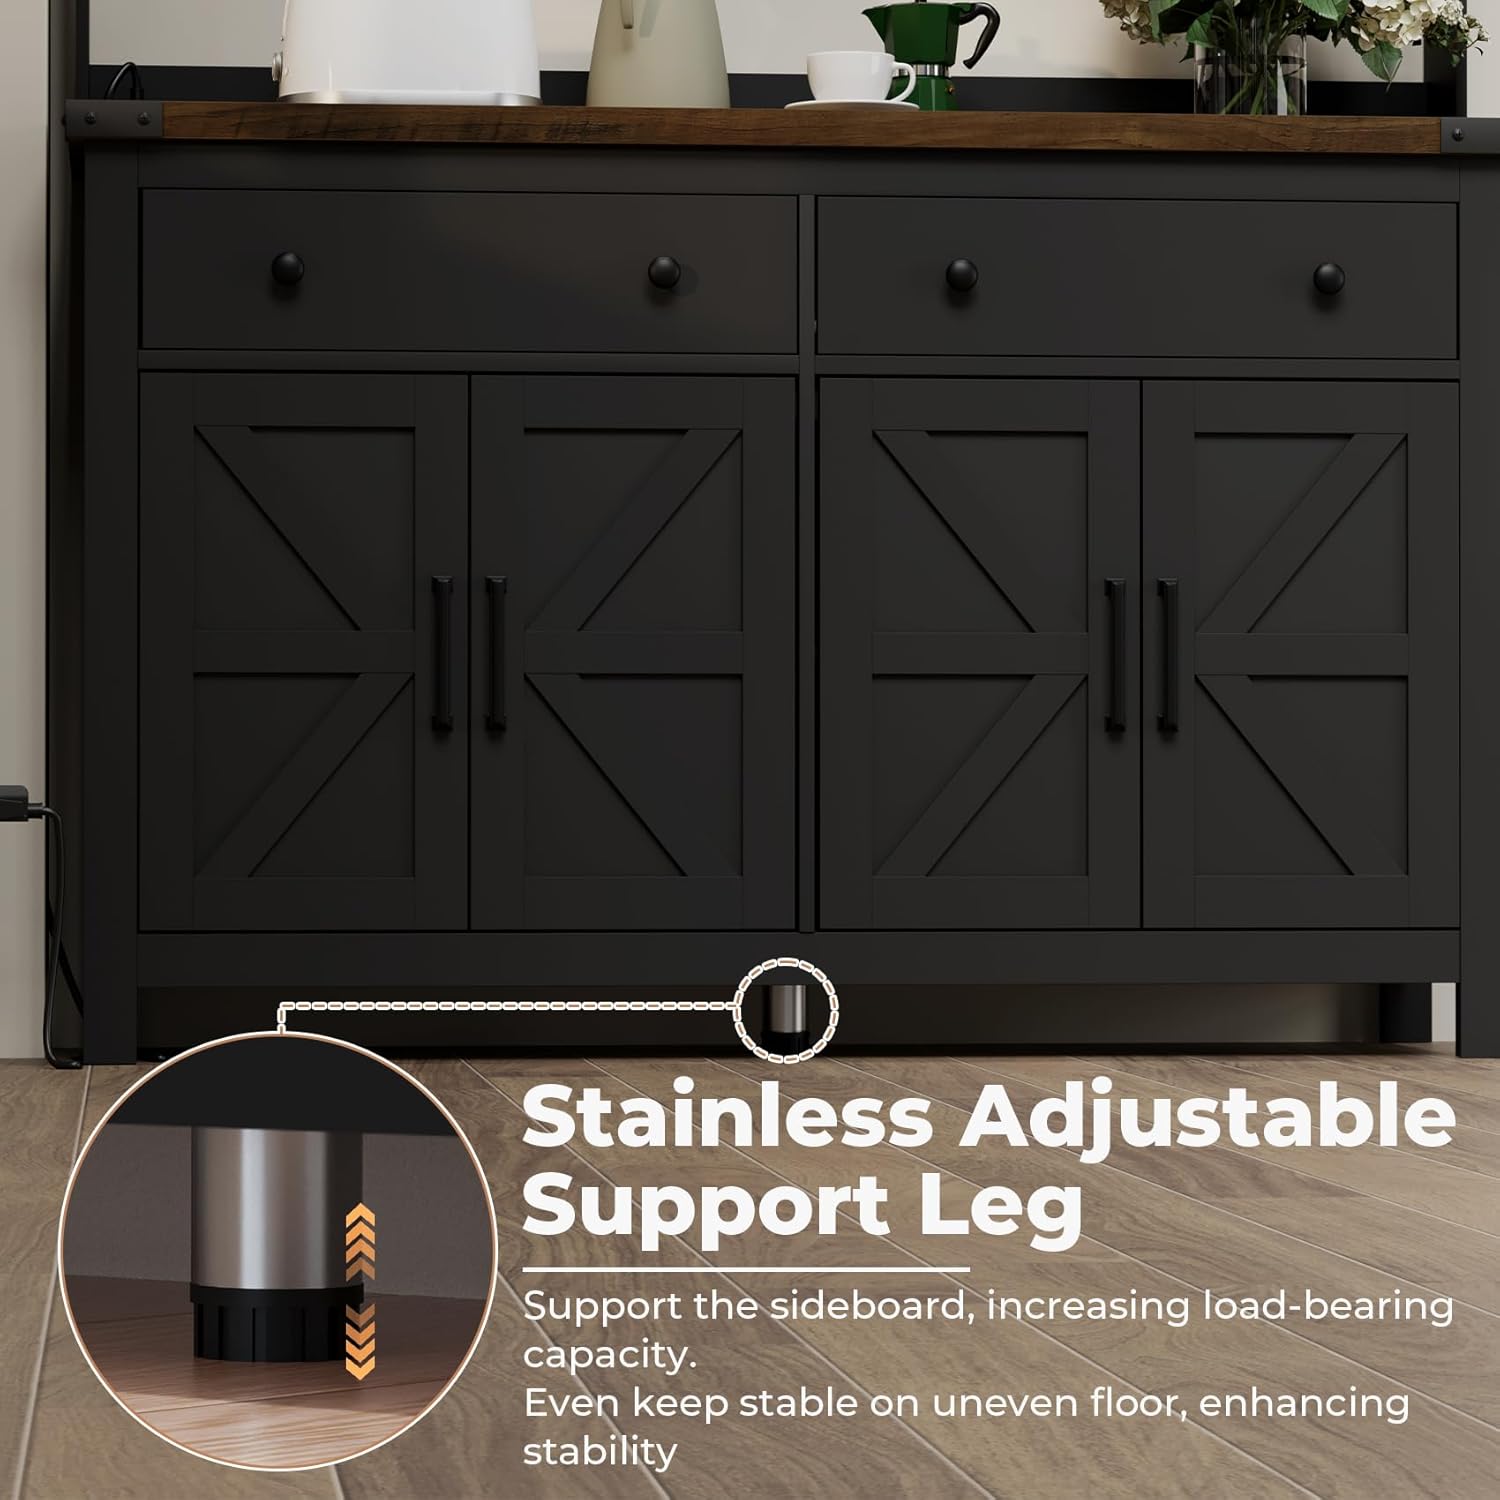 Stainless Adjustable
Support Leg
Support the sideboard, increasing load-bearing
capacity.
Even keep stable on uneven floor, enhancing
stability